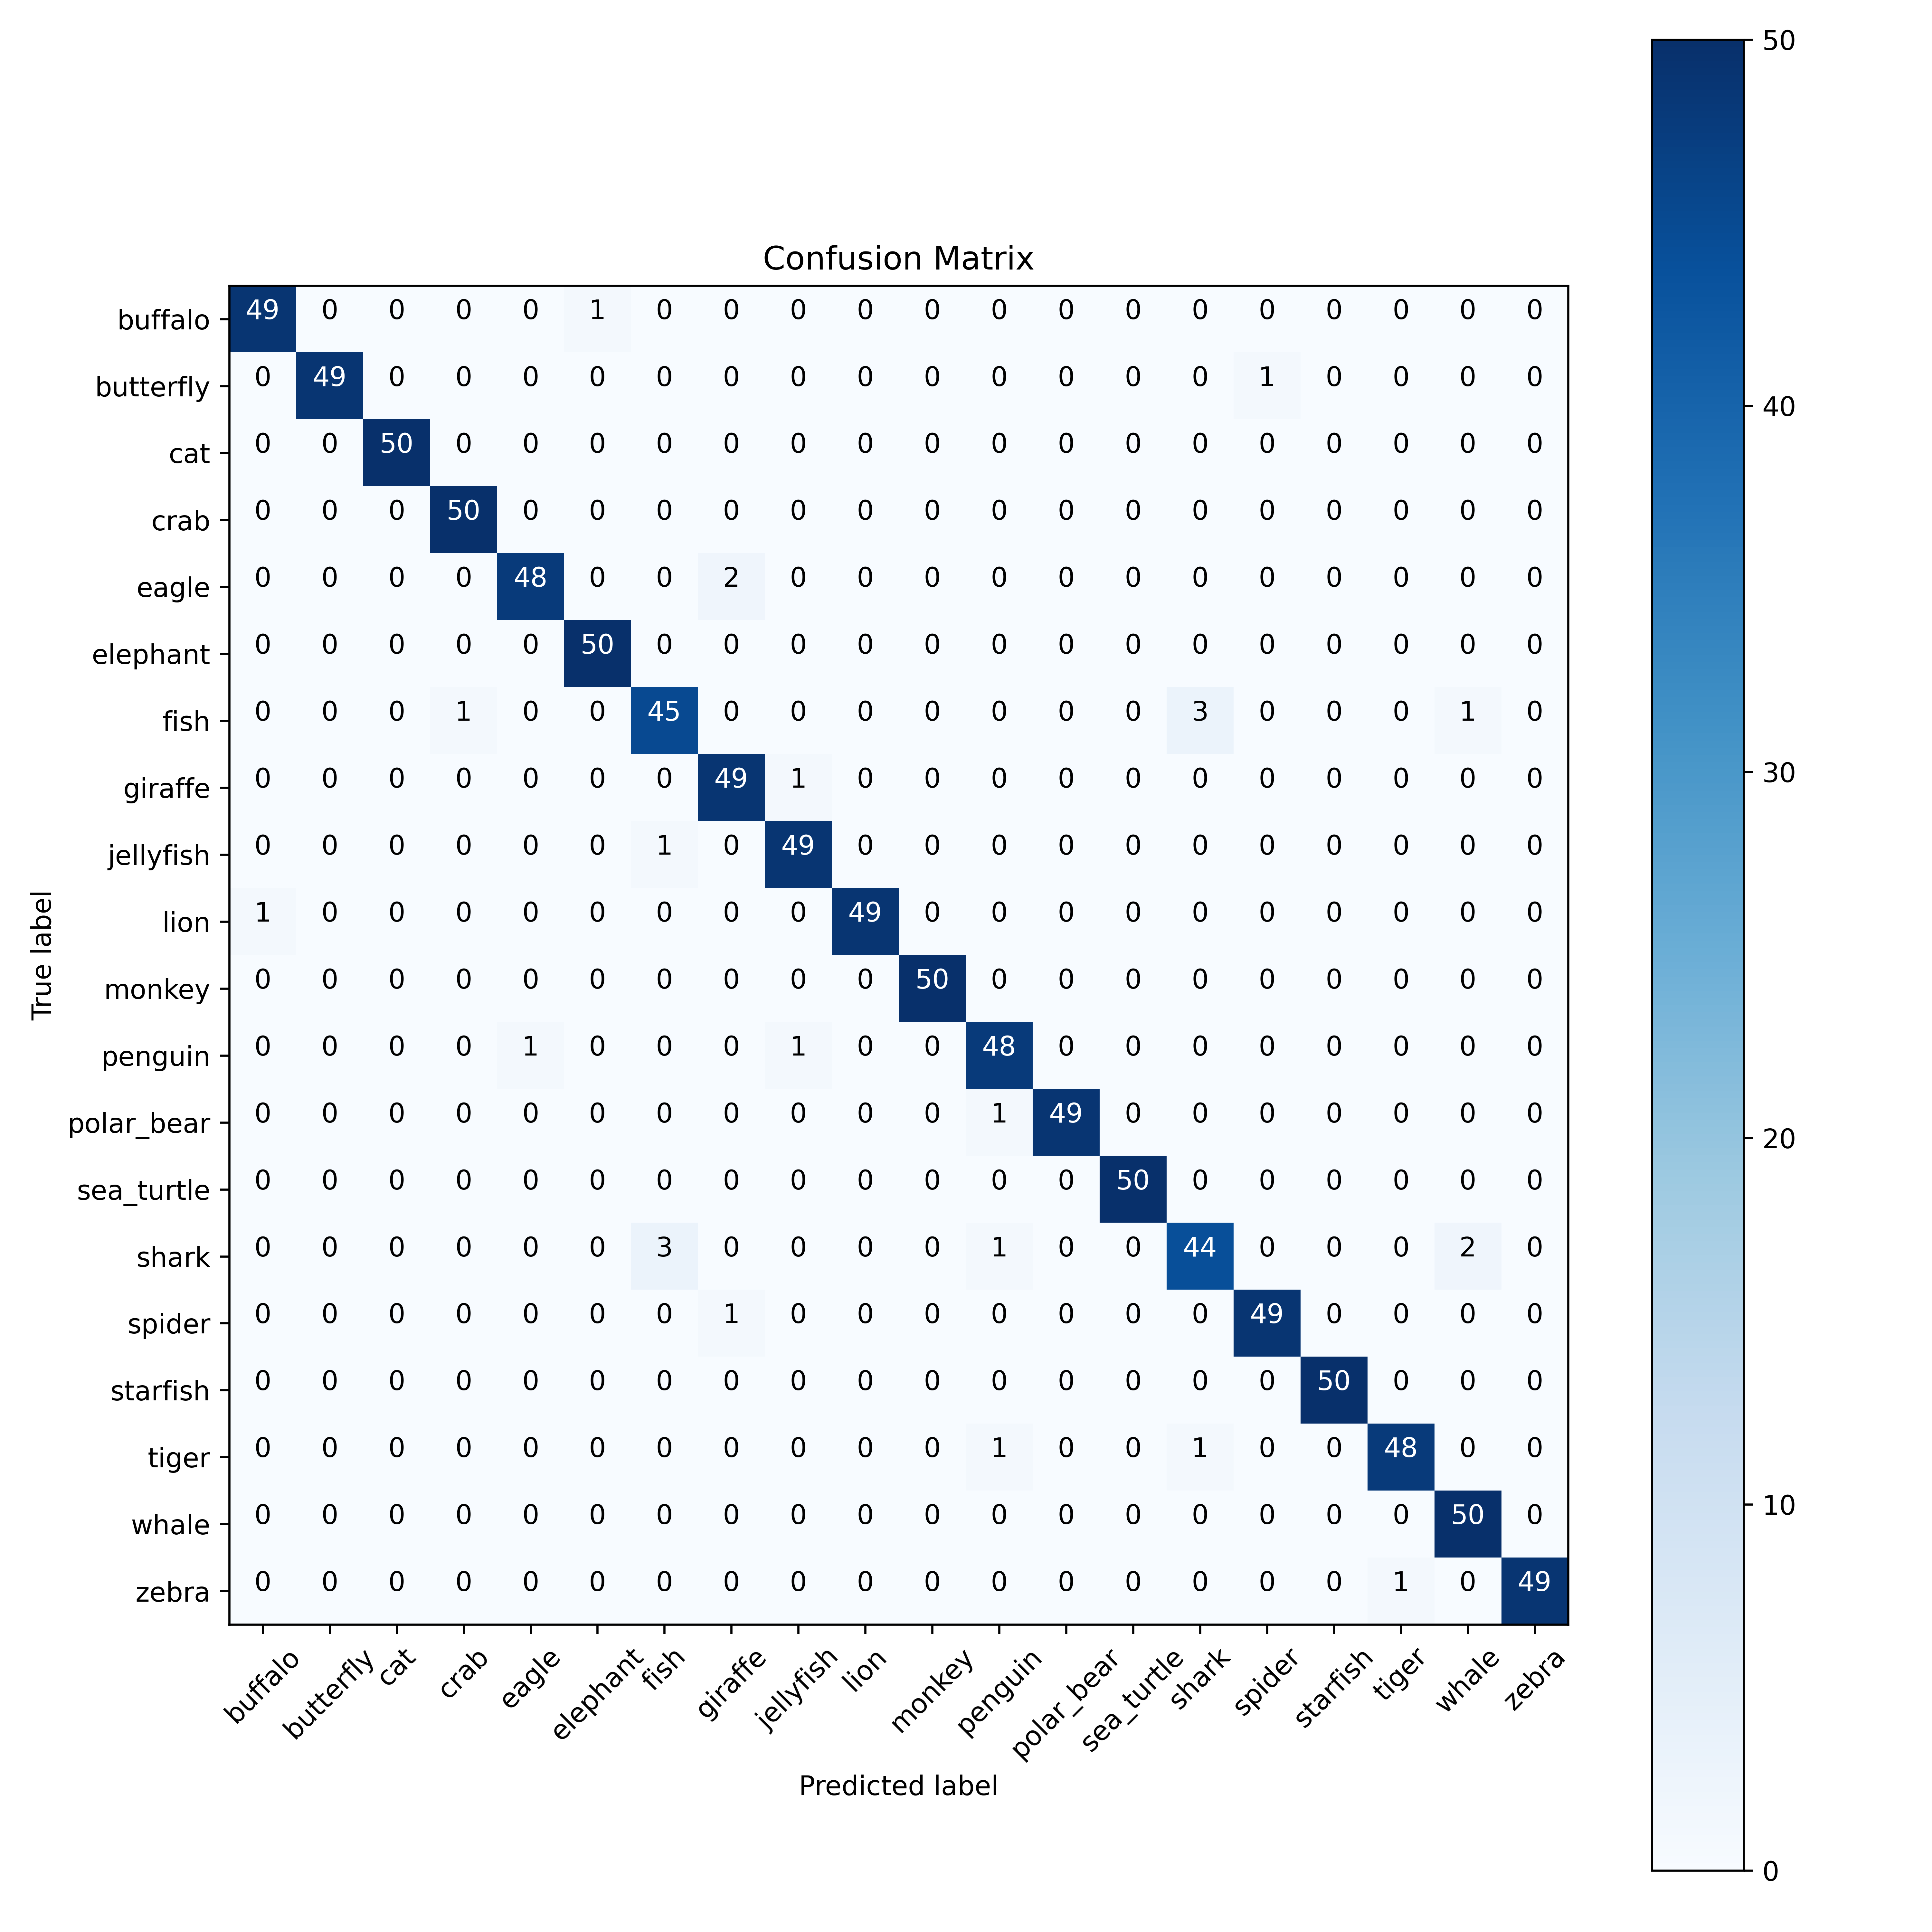 Confusion Matrix
buffalo 49 0 0 0 0 1 0 0 0 0 0 0 0 0 0 0 0 0 0 0
butterfly 0 49 0 0 0 0 0 0 0 0 0 0 0 0 0 1 0 0 0 0
cat 0 0 50 0 0 0 0 0 0 0 0 0 0 0 0 0 0 0 0 0
crab 0 0 0 50 0 0 0 0 0 0 0 0 0 0 0 0 0 0 0 0
eagle 0 0 0 0 48 0 0 2 0 0 0 0 0 0 0 0 0 0 0 0
elephant 0 0 0 0 0 50 0 0 0 0 0 0 0 0 0 0 0 0 0 0
fish 0 0 0 1 0 0 45 0 0 0 0 0 0 0 3 0 0 0 1 0
giraffe 0 0 0 0 0 0 0 49 1 0 0 0 0 0 0 0 0 0 0 0
jellyfish 0 0 0 0 0 0 1 0 49 0 0 0 0 0 0 0 0 0 0 0
lion 1 0 0 0 0 0 0 0 0 49 0 0 0 0 0 0 0 0 0 0
monkey 0 0 0 0 0 0 0 0 0 0 50 0 0 0 0 0 0 0 0 0
penguin 0 0 0 0 1 0 0 0 1 0 0 48 0 0 0 0 0 0 0 0
polar_bear 0 0 0 0 0 0 0 0 0 0 0 1 49 0 0 0 0 0 0 0
sea_turtle 0 0 0 0 0 0 0 0 0 0 0 0 0 50 0 0 0 0 0 0
shark 0 0 0 0 0 0 3 0 0 0 0 1 0 0 44 0 0 0 2 0
spider 0 0 0 0 0 0 0 1 0 0 0 0 0 0 0 49 0 0 0 0
starfish 0 0 0 0 0 0 0 0 0 0 0 0 0 0 0 0 50 0 0 0
tiger 0 0 0 0 0 0 0 0 0 0 0 1 0 0 1 0 0 48 0 0
whale 0 0 0 0 0 0 0 0 0 0 0 0 0 0 0 0 0 0 50 0
zebra 0 0 0 0 0 0 0 0 0 0 0 0 0 0 0 0 0 1 0 49
buffalo butterfly cat crab eagle elephant fish giraffe jellyfish lion monkey penguin polar_bear sea_turtle shark spider starfish tiger whale zebra
Predicted label
True label
50
40
30
20
10
0